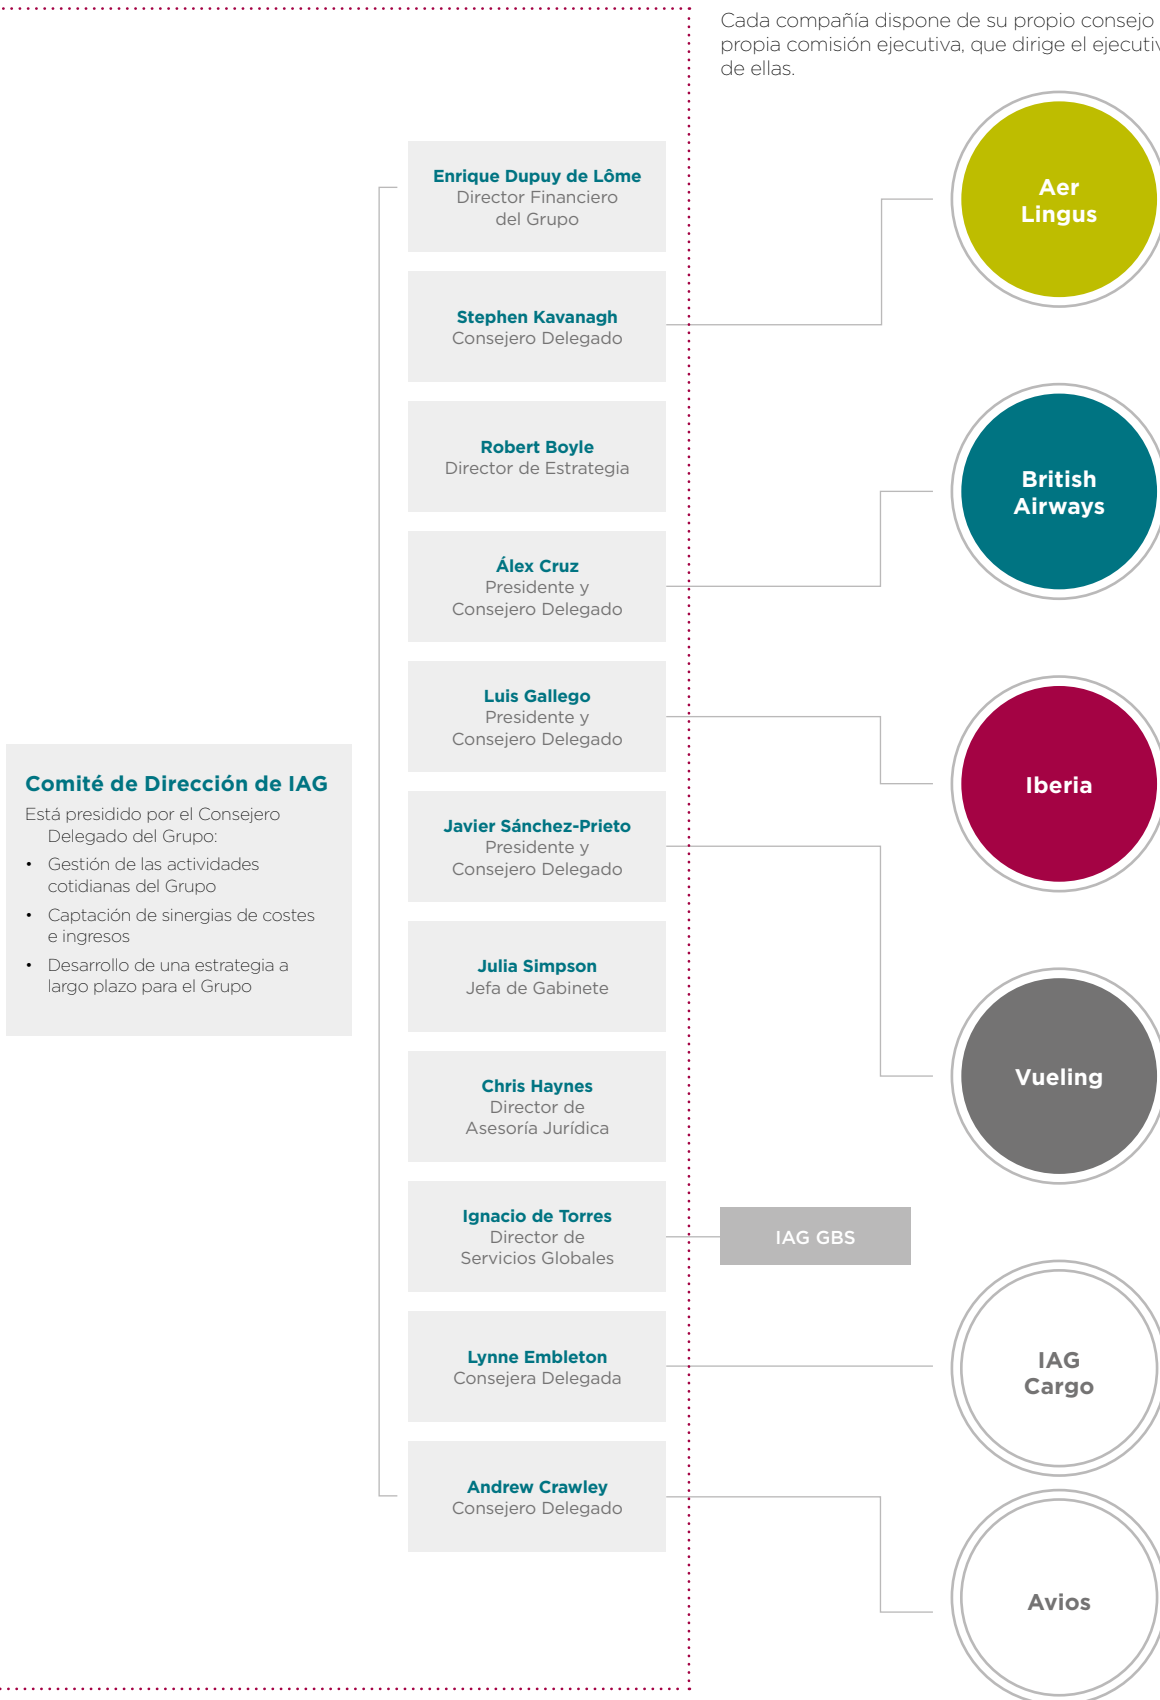 Cada compañía dispone de su propio consejo
propia comisión ejecutiva, que dirige el
de ellas.
Enrique Dupuy de Lôme
Director Financiero
del Grupo
Aer
Lingus
Stephen Kavanagh
Consejero Delegado
Robert Boyle
Director de Estrategia
British
Airways
Álex Cruz
Presidente y
Consejero Delegado
Luis Gallego
Presidente y
Consejero Delegado
Iberia
Comité de Dirección de IAG
Está presidido por el Consejero
Delegado del Grupo:
• Gestión de las actividades
cotidianas del Grupo
• Captación de sinergias de costes
e ingresos
• Desarrollo de una estrategia a
largo plazo para el Grupo
Javier Sánchez-Prieto
Presidente y
Consejero Delegado
Julia Simpson
Jefa de Gabinete
Vueling
Chris Haynes
Director de
Asesoría Jurídica
Ignacio de Torres
Director de
Servicios Globales
IAG GBS
Lynne Embleton
Consejera Delegada
IAG
Cargo
Andrew Crawley
Consejero Delegado
Avios